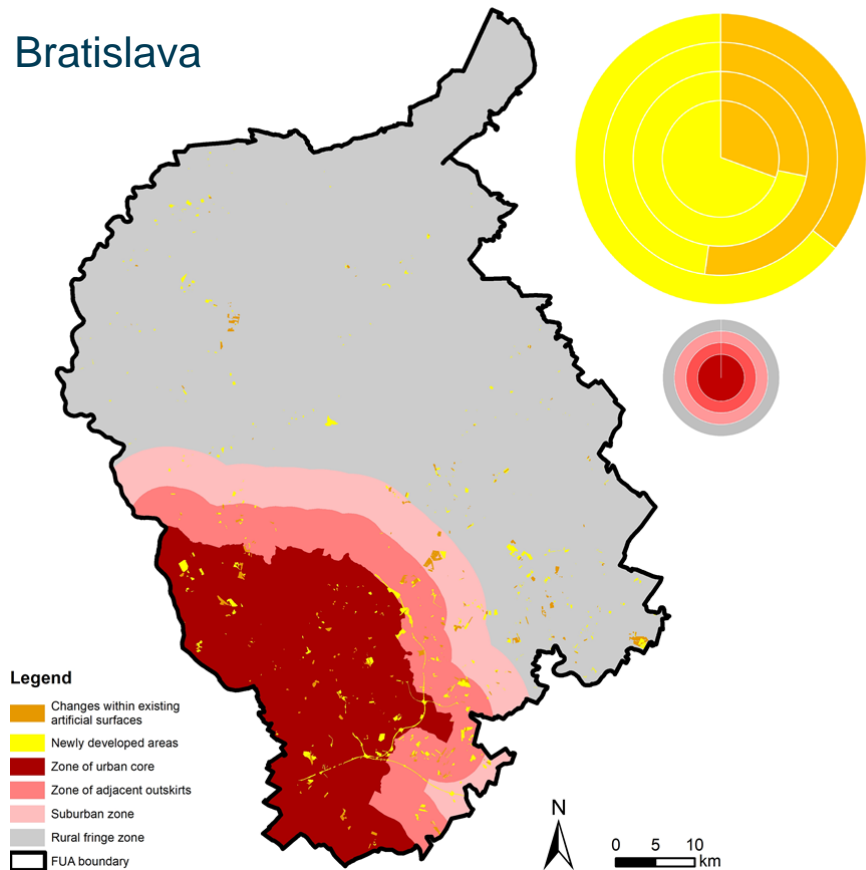 Bratislava
Legend
Changes within existing
artificial surfaces
Newly developed areas
Zone of urban core
Zone of adjacent outskirts
Suburban zone
Rural fringe zone
FUA boundary
N
0 5 10
km